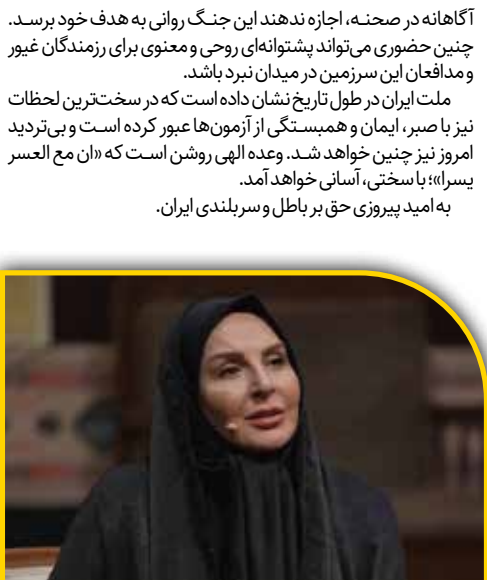 آگاهانه در صحنه، اجازه ندهند این جنگ روانی به هدف خود برسد.
چنین حضوری می‌تواند پشتوانه‌ای روحی و معنوی برای رزمندگان غیور
و مدافعان این سرزمین در میدان نبرد باشد.
ملت ایران در طول تاریخ نشان داده است که در سخت‌ترین لحظات
نیز با صبر، ایمان و همبستگی از آزمون‌ها عبور کرده است و بی‌تردید
امروز نیز چنین خواهد شد. وعده الهی روشن است که «ان مع العسر
یسرا»؛ با سختی، آسانی خواهد آمد.
به امید پیروزی حق بر باطل و سربلندی ایران.